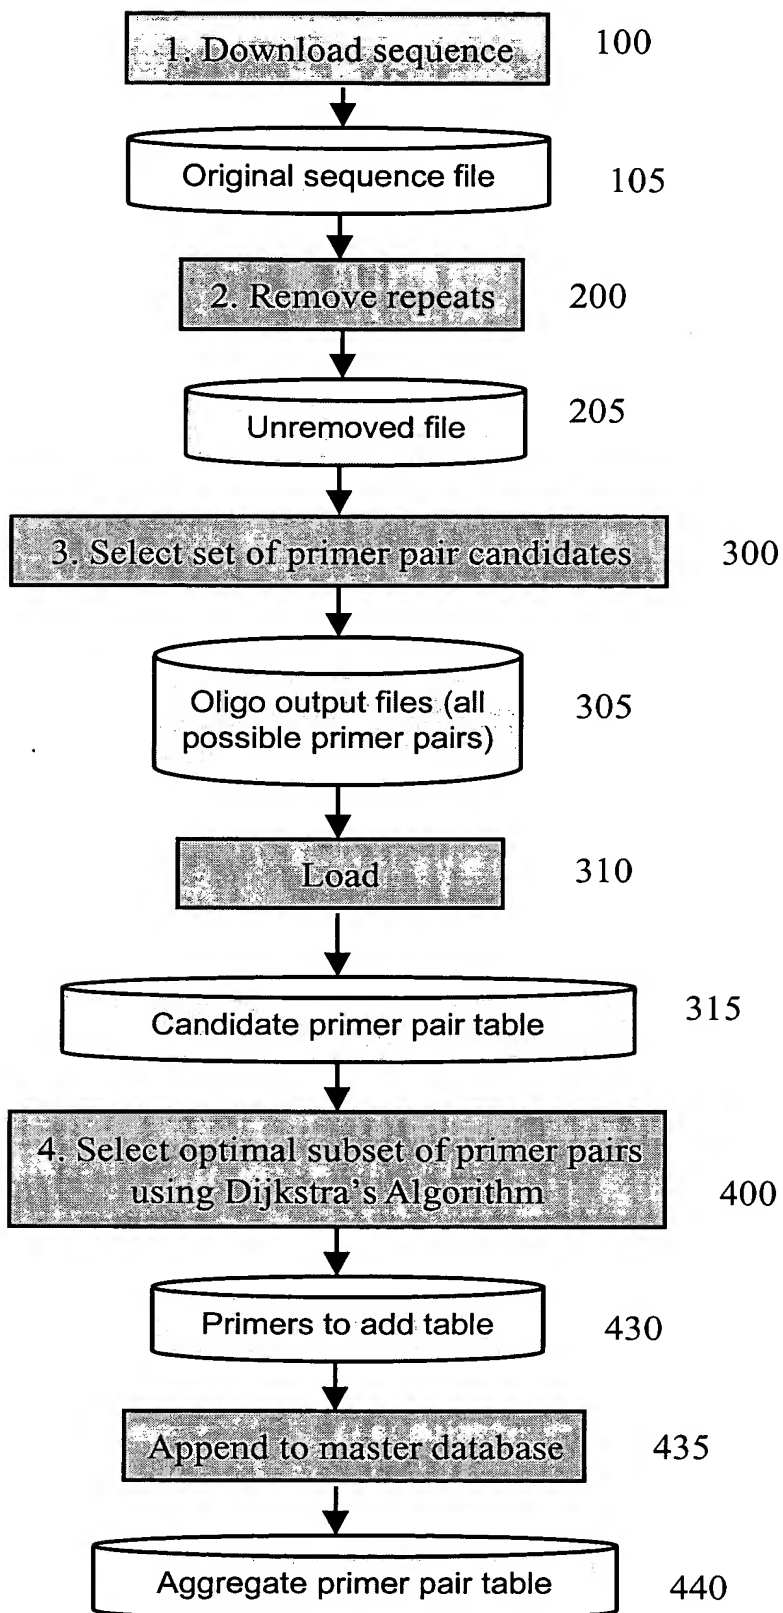 1. Download sequence 100
Original sequence file 105
2. Remove repeats 200
Unremoved file 205
3. Select set of primer pair candidates 300
Oligo output files (all
possible primer pairs) 305
Load 310
Candidate primer pair table 315
4. Select optimal subset of primer pairs
using Dijkstra's Algorithm 400
Primers to add table 430
Append to master database 435
Aggregate primer pair table 440